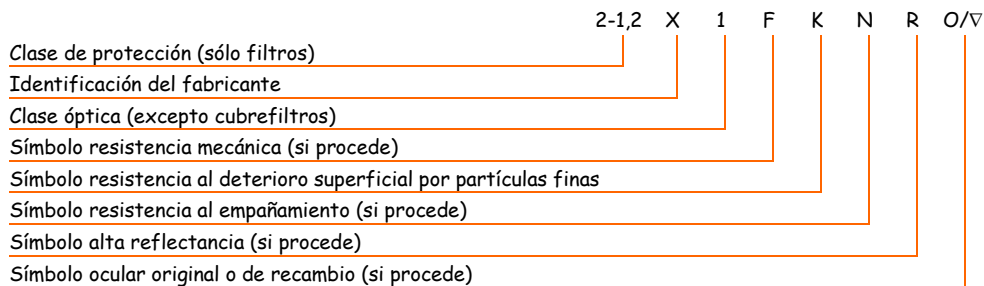 2-1,2 X 1 F K N R O/▽
Clase de protección (sólo filtros)
Identificación del fabricante
Clase óptica (excepto cubrefiltros)
Símbolo resistencia mecánica (si procede)
Símbolo resistencia al deterioro superficial por partículas finas
Símbolo resistencia al empañamiento (si procede)
Símbolo alta reflectancia (si procede)
Símbolo ocular original o de recambio (si procede)